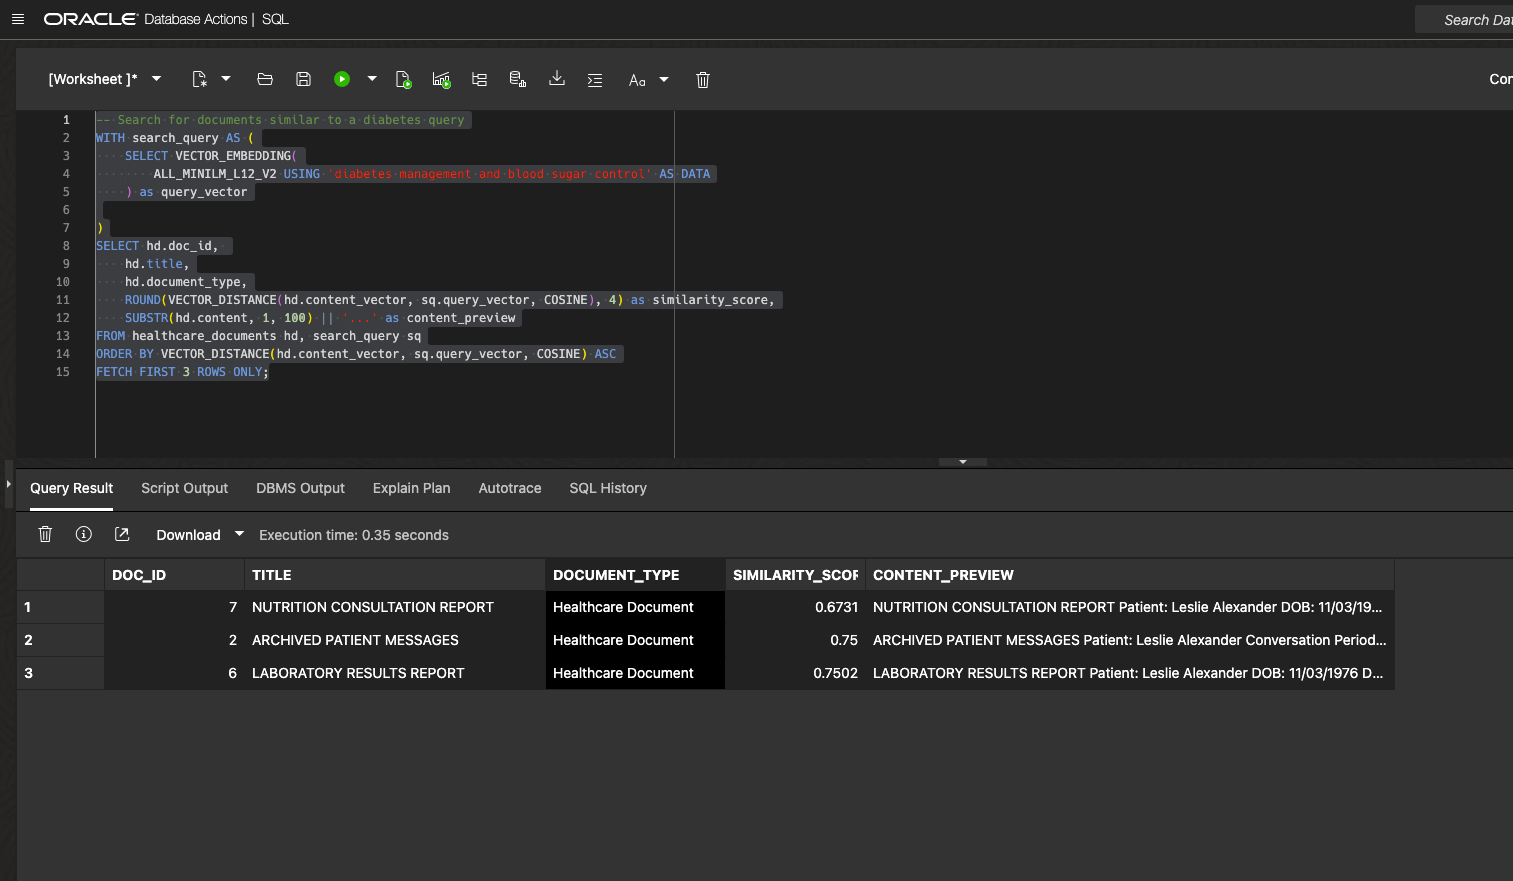 ORACLE Database Actions | SQL
Search Dat
[Worksheet ]*
Aa
Con
1 -- Search for documents similar to a diabetes query
2 WITH search_query AS (
3     SELECT VECTOR_EMBEDDING(
4         ALL_MINILM_L12_V2 USING 'diabetes management and blood sugar control' AS DATA
5     ) as query_vector
6
7 )
8 SELECT hd.doc_id,
9     hd.title,
10     hd.document_type,
11     ROUND(VECTOR_DISTANCE(hd.content_vector, sq.query_vector, COSINE), 4) as similarity_score,
12     SUBSTR(hd.content, 1, 100) || '...' as content_preview
13 FROM healthcare_documents hd, search_query sq
14 ORDER BY VECTOR_DISTANCE(hd.content_vector, sq.query_vector, COSINE) ASC
15 FETCH FIRST 3 ROWS ONLY;
Query Result Script Output DBMS Output Explain Plan Autotrace SQL History
Download Execution time: 0.35 seconds
DOC_ID TITLE DOCUMENT_TYPE SIMILARITY_SCOR CONTENT_PREVIEW
1 7 NUTRITION CONSULTATION REPORT Healthcare Document 0.6731 NUTRITION CONSULTATION REPORT Patient: Leslie Alexander DOB: 11/03/19...
2 2 ARCHIVED PATIENT MESSAGES Healthcare Document 0.75 ARCHIVED PATIENT MESSAGES Patient: Leslie Alexander Conversation Period...
3 6 LABORATORY RESULTS REPORT Healthcare Document 0.7502 LABORATORY RESULTS REPORT Patient: Leslie Alexander DOB: 11/03/1976 D...